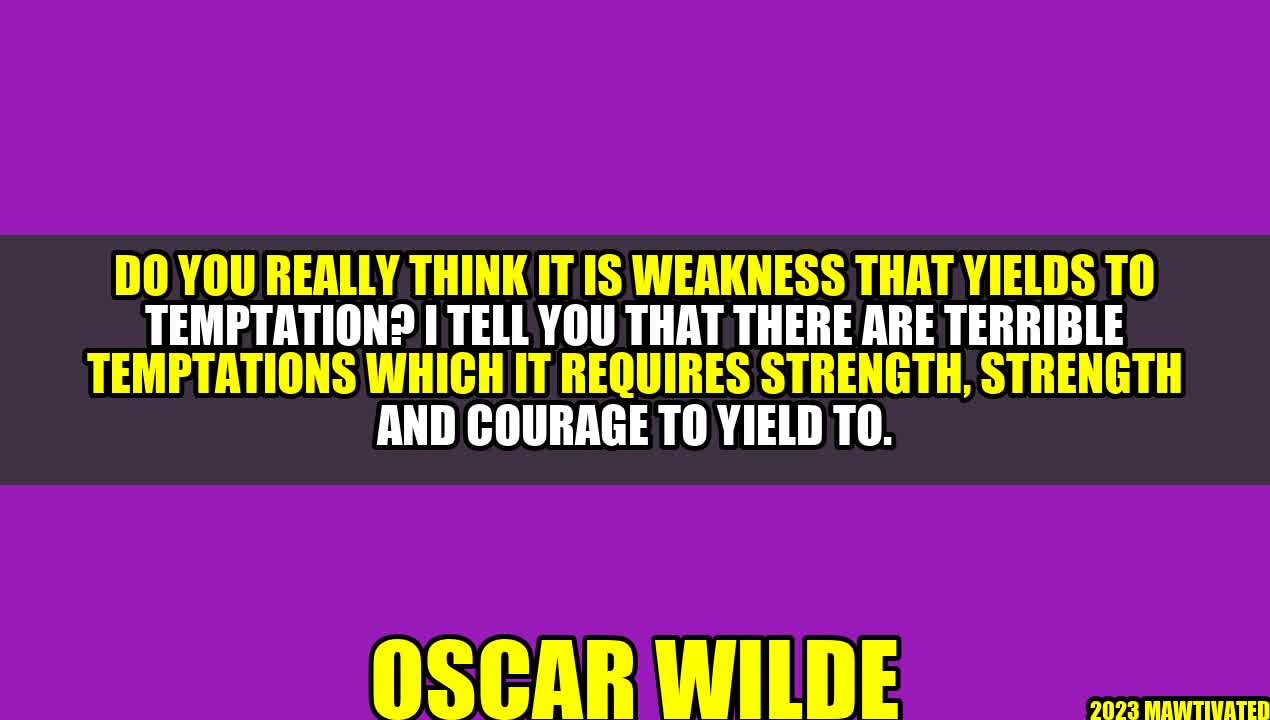 DO YOU REALLY THINK IT IS WEAKNESS THAT YIELDS TO
TEMPTATION? I TELL YOU THAT THERE ARE TERRIBLE
TEMPTATIONS WHICH IT REQUIRES STRENGTH, STRENGTH
AND COURAGE TO YIELD TO.
OSCAR WILDE
2023 MAWTIVATED